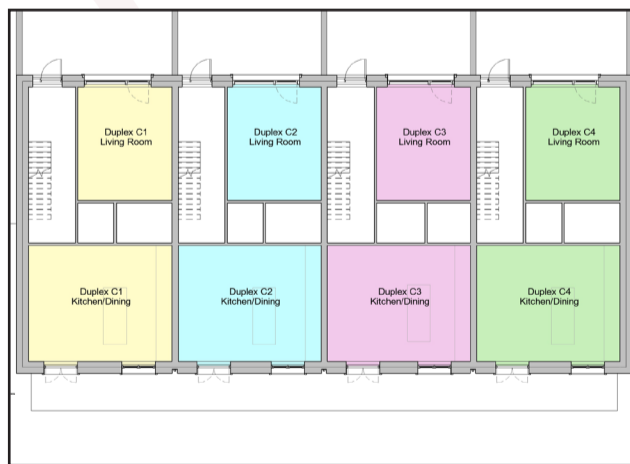 Duplex C1
Living Room
Duplex C2
Living Room
Duplex C3
Living Room
Duplex C4
Living Room
Duplex C1
Kitchen/Dining
Duplex C2
Kitchen/Dining
Duplex C3
Kitchen/Dining
Duplex C4
Kitchen/Dining